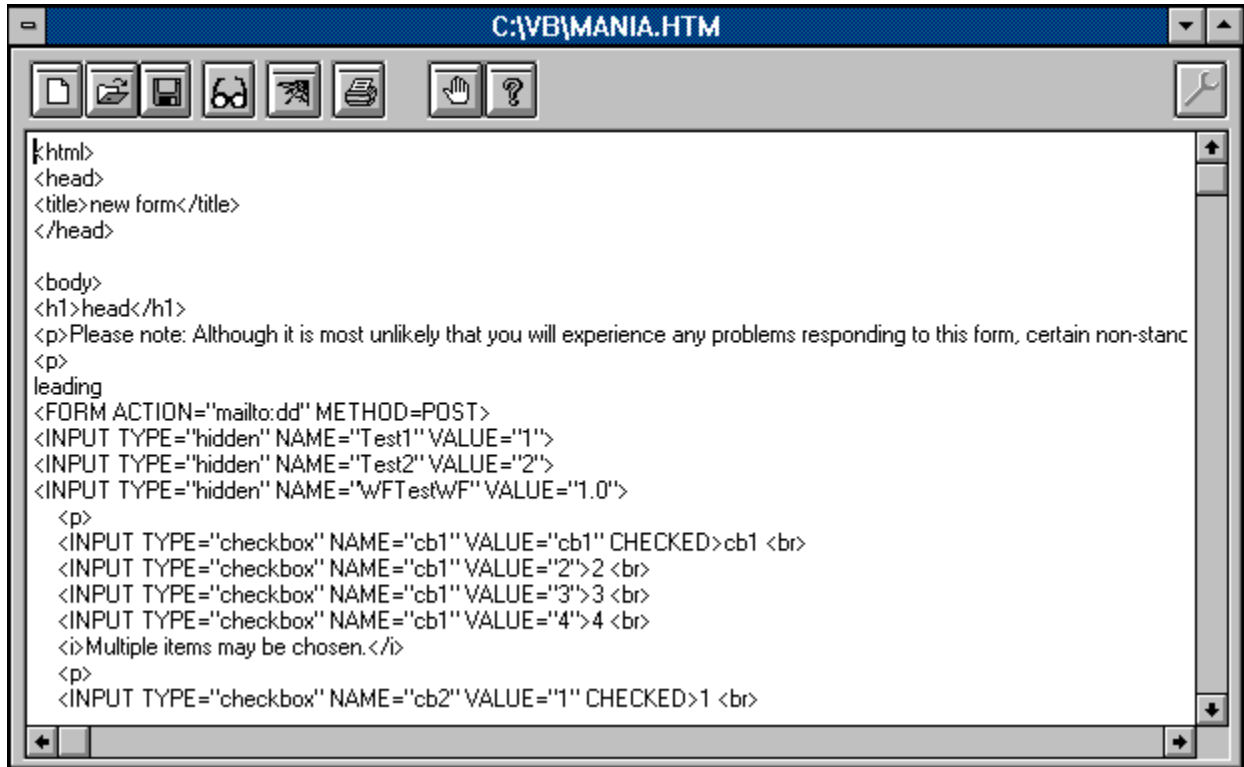 C:\VB\MANIA.HTM
<html>
<head>
<title>new form</title>
</head>
<body>
<h1>head</h1>
<p>Please note: Although it is most unlikely that you will experience any problems responding to this form, certain non-stand
<p>
leading
<FORM ACTION="mailto:dd" METHOD=POST>
<INPUT TYPE="hidden" NAME="Test1" VALUE="1">
<INPUT TYPE="hidden" NAME="Test2" VALUE="2">
<INPUT TYPE="hidden" NAME="WFTestWF" VALUE="1.0">
<p>
<INPUT TYPE="checkbox" NAME="cb1" VALUE="cb1" CHECKED>cb1 <br>
<INPUT TYPE="checkbox" NAME="cb1" VALUE="2">2 <br>
<INPUT TYPE="checkbox" NAME="cb1" VALUE="3">3 <br>
<INPUT TYPE="checkbox" NAME="cb1" VALUE="4">4 <br>
<i>Multiple items may be chosen.</i>
<p>
<INPUT TYPE="checkbox" NAME="cb2" VALUE="1" CHECKED>1 <br>